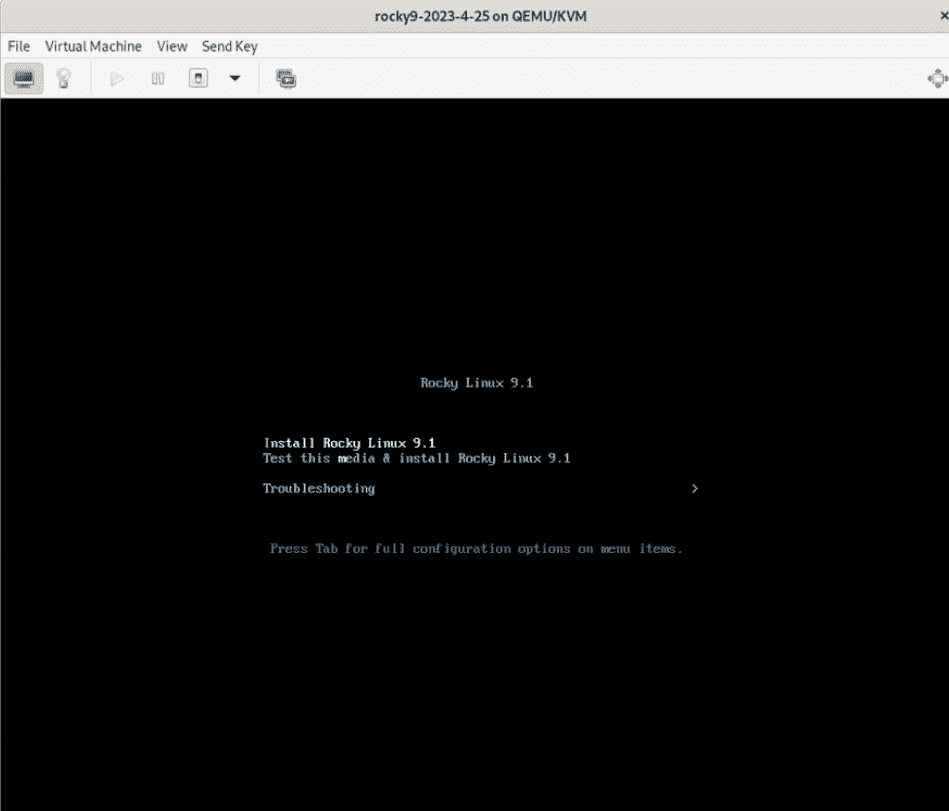 rocky9-2023-4-25 on QEMU/KVM
×
File Virtual Machine View Send Key
Rocky Linux 9.1
Install Rocky Linux 9.1
Test this media & install Rocky Linux 9.1
Troubleshooting >
Press Tab for full configuration options on menu items.